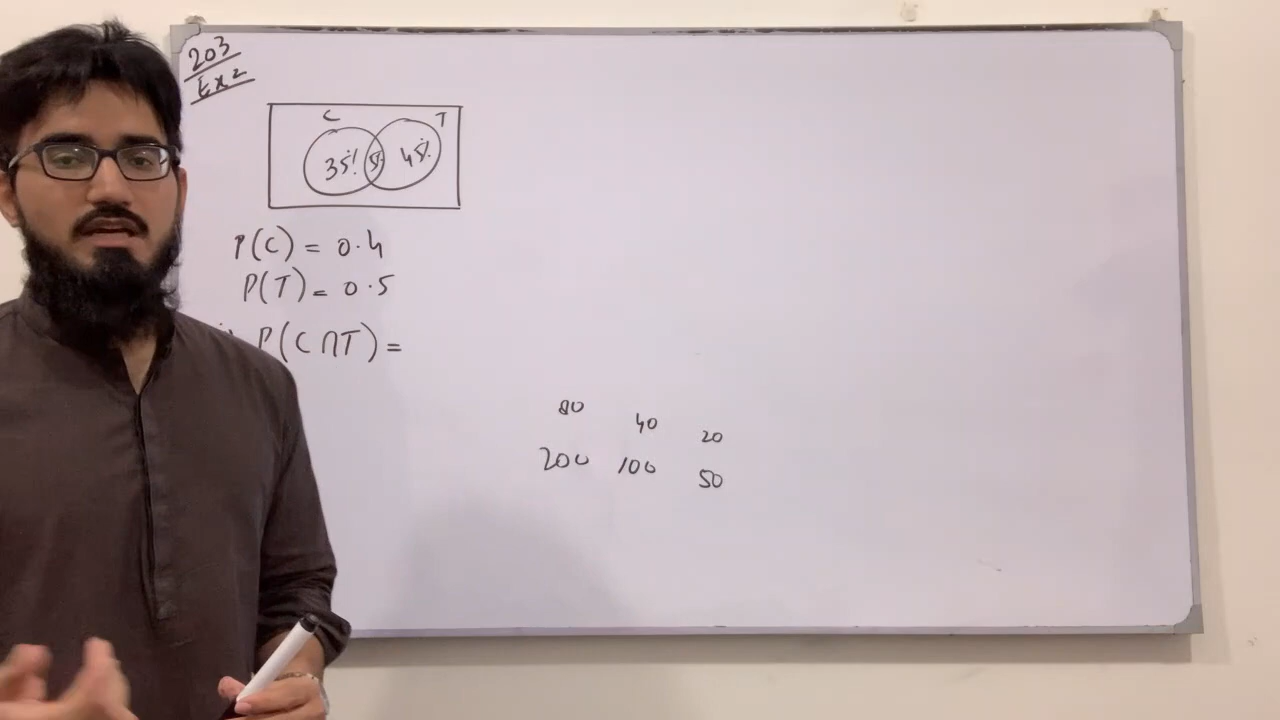 203
Ex 2
C T
35% 5% 45%
P(C) = 0.4
P(T) = 0.5
P(C∩T) =
80 40 20
200 100 50